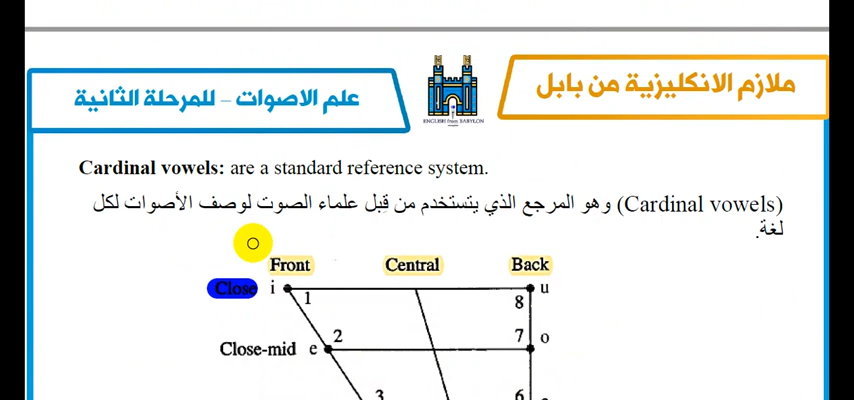 علم الاصوات – للمرحلة الثانية
ENGLISH from BABYLON
ملازم الانكليزية من بابل
Cardinal vowels: are a standard reference system.
(Cardinal vowels) وهو المرجع الذي يتستخدم من قِبل علماء الصوت لوصف الأصوات لكل
لغة.
Front Central Back
Close i 1 8 u
Close-mid e 2 7 o
3 6